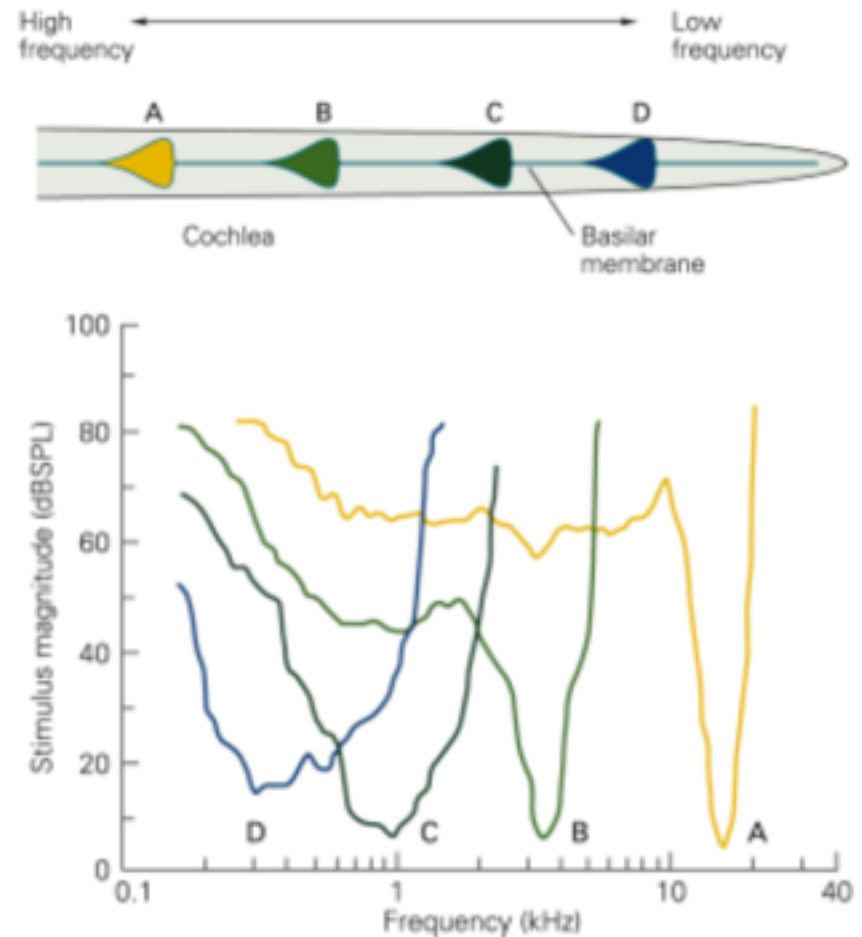 High
frequency
Low
frequency
A B C D
Cochlea
Basilar
membrane
100
80
60
40
20
0
Stimulus magnitude (dBSPL)
D C B A
0.1 1 10 40
Frequency (kHz)